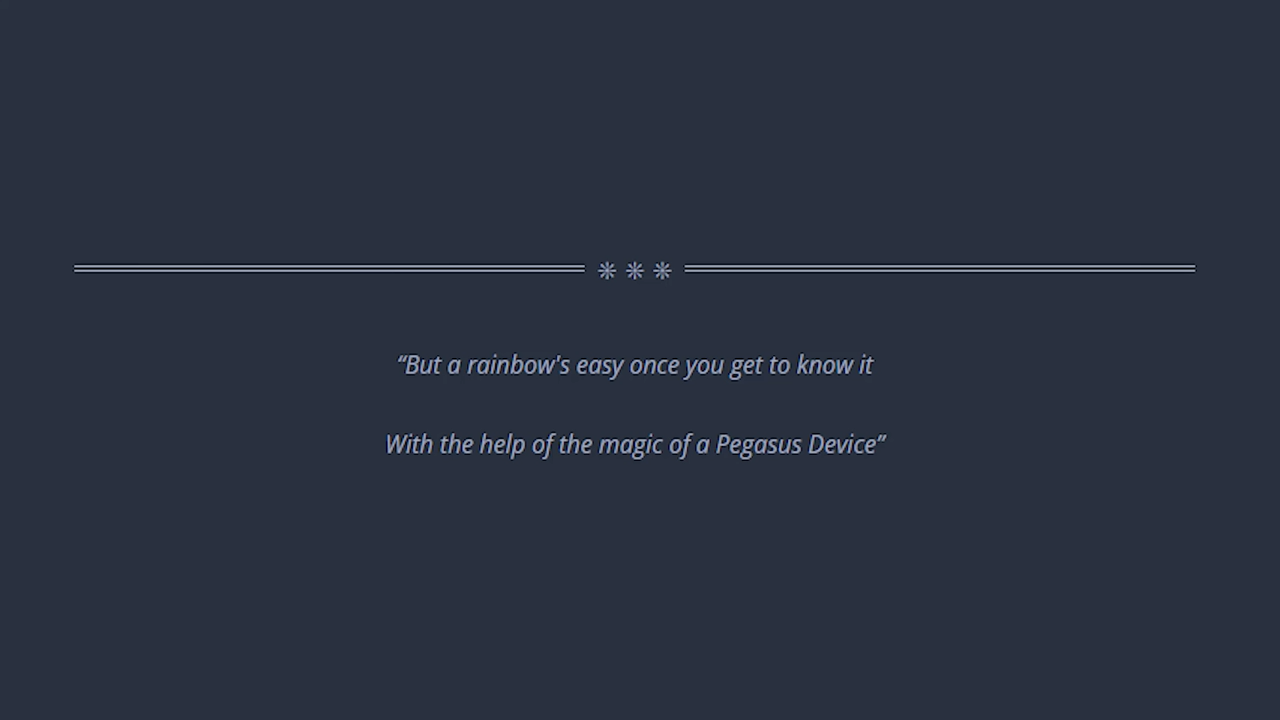 “But a rainbow's easy once you get to know it
With the help of the magic of a Pegasus Device”